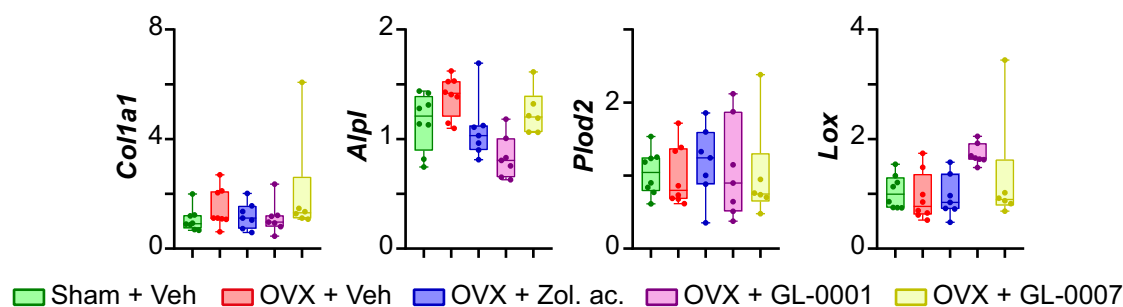 Col1a1
8
4
0
Alpl
2
1
0
Plod2
2
0
Lox
4
2
0
Sham + Veh OVX + Veh OVX + Zol. ac. OVX + GL-0001 OVX + GL-0007